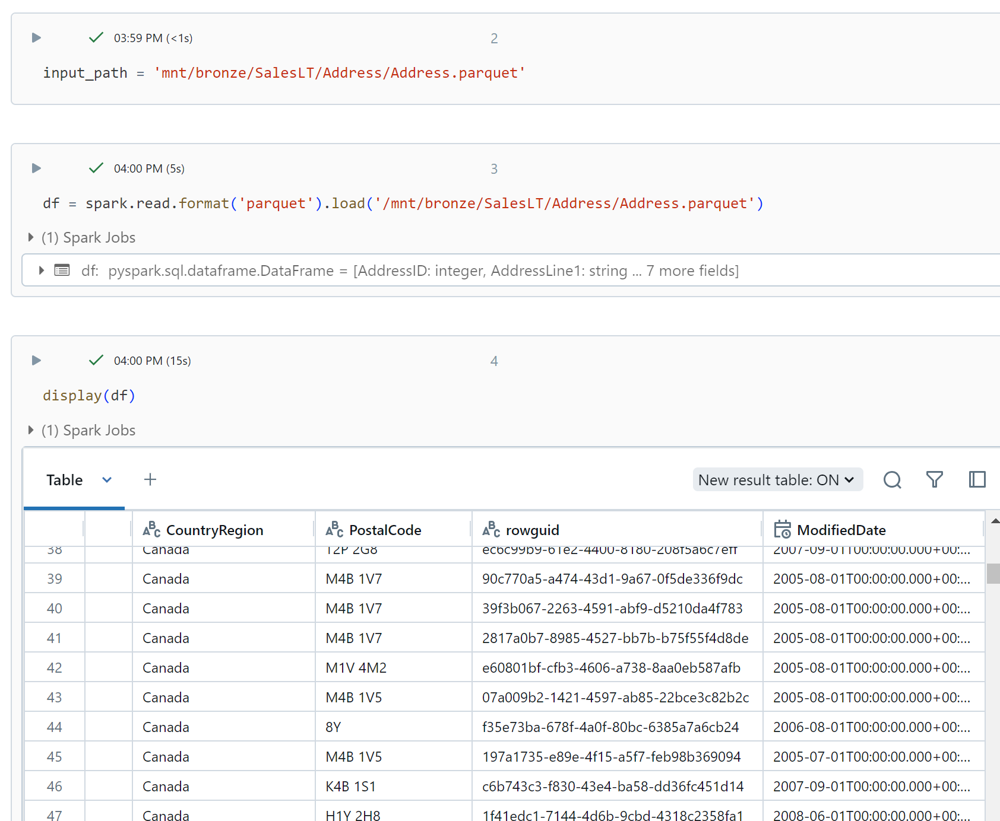 03:59 PM (<1s)
2
input_path = 'mnt/bronze/SalesLT/Address/Address.parquet'
04:00 PM (5s)
3
df = spark.read.format('parquet').load('/mnt/bronze/SalesLT/Address/Address.parquet')
(1) Spark Jobs
df: pyspark.sql.dataframe.DataFrame = [AddressID: integer, AddressLine1: string ... 7 more fields]
04:00 PM (15s)
4
display(df)
(1) Spark Jobs
Table + New result table: ON
ABC CountryRegion ABC PostalCode ABC rowguid ModifiedDate
38 Canada T2P 2G8 ec6c99b9-61e2-4400-8180-208f5a6c7eff 2007-09-01T00:00:00.000+00:...
39 Canada M4B 1V7 90c770a5-a474-43d1-9a67-0f5de336f9dc 2005-08-01T00:00:00.000+00:...
40 Canada M4B 1V7 39f3b067-2263-4591-abf9-d5210da4f783 2005-08-01T00:00:00.000+00:...
41 Canada M4B 1V7 2817a0b7-8985-4527-bb7b-b75f55f4d8de 2005-08-01T00:00:00.000+00:...
42 Canada M1V 4M2 e60801bf-cfb3-4606-a738-8aa0eb587afb 2005-08-01T00:00:00.000+00:...
43 Canada M4B 1V5 07a009b2-1421-4597-ab85-22bce3c82b2c 2005-08-01T00:00:00.000+00:...
44 Canada 8Y f35e73ba-678f-4a0f-80bc-6385a7a6cb24 2006-08-01T00:00:00.000+00:...
45 Canada M4B 1V5 197a1735-e89e-4f15-a5f7-feb98b369094 2005-07-01T00:00:00.000+00:...
46 Canada K4B 1S1 c6b743c3-f830-43e4-ba58-dd36fc451d14 2007-09-01T00:00:00.000+00:...
47 Canada H1Y 2H8 1f41edc1-7144-4d6b-9cbd-4318c2358fa1 2008-06-01T00:00:00.000+00:...